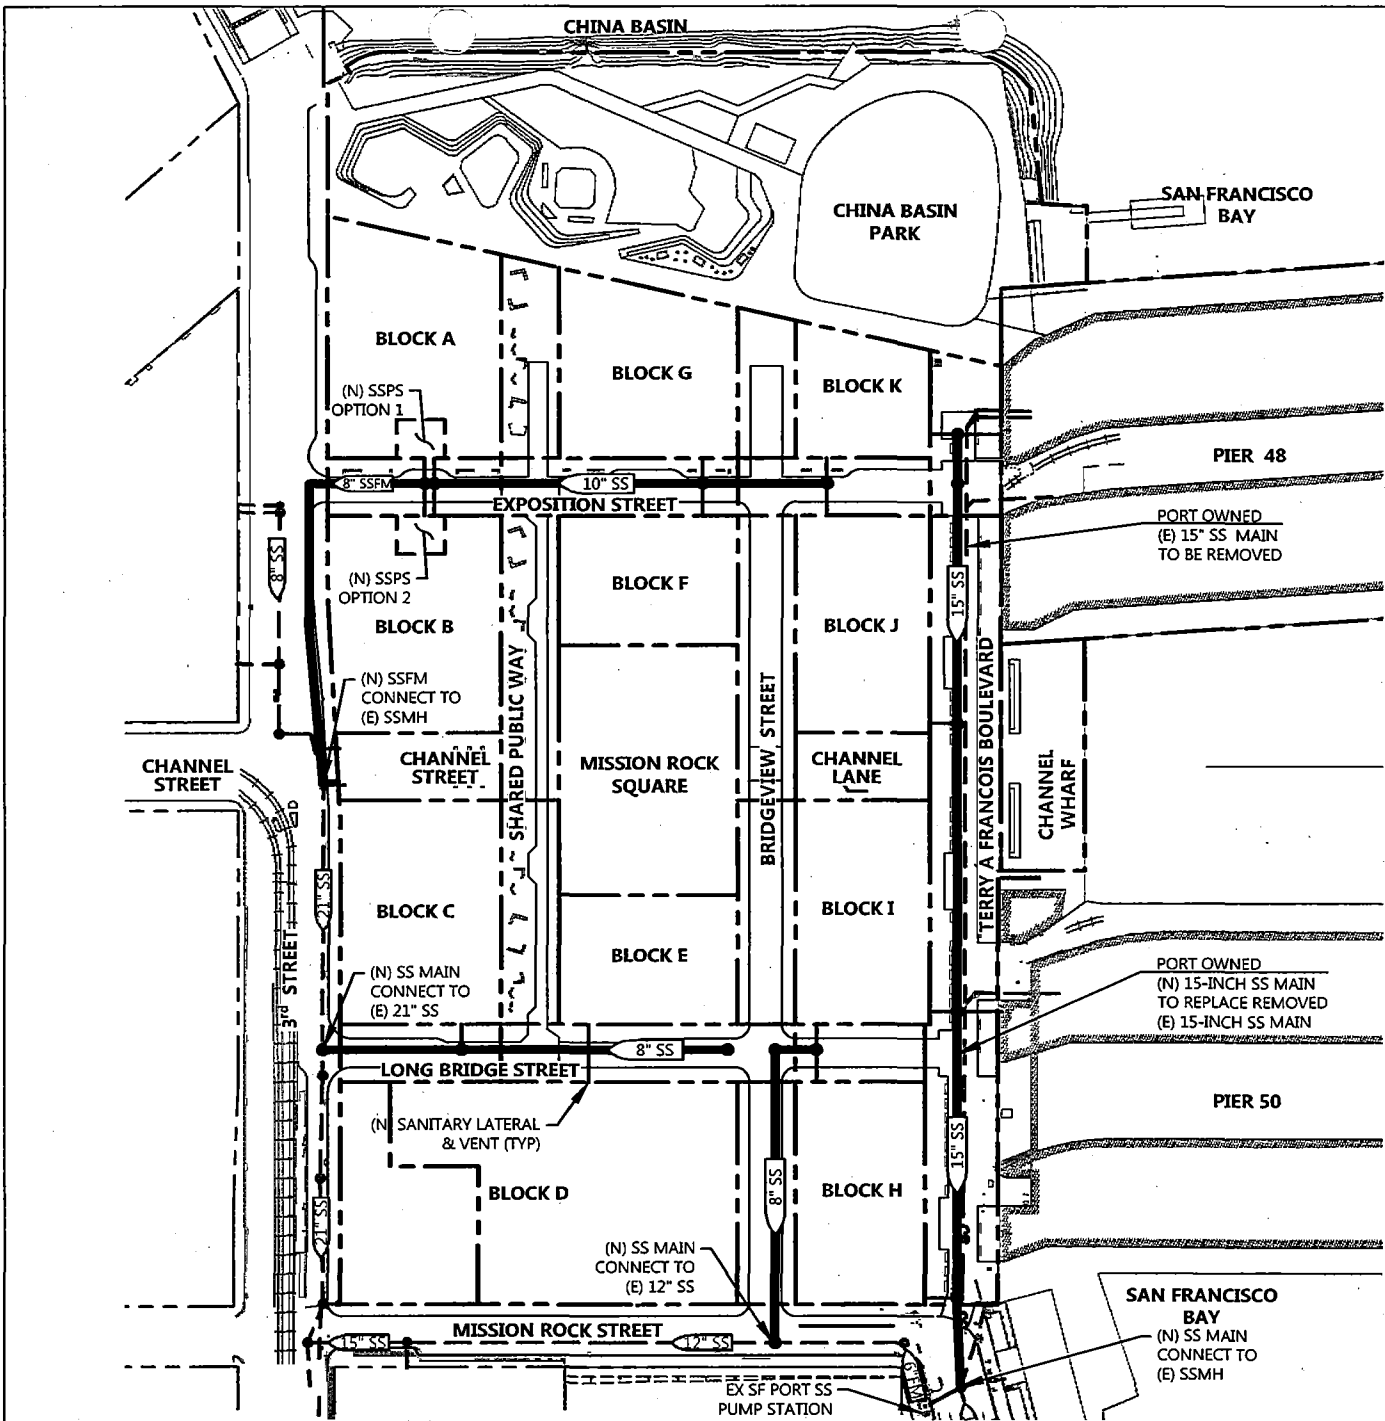 CHINA BASIN
SAN FRANCISCO
BAY
CHINA BASIN
PARK
BLOCK A
BLOCK G
BLOCK K
(N) SSPS
OPTION 1
PIER 48
8" SSFM
10" SS
EXPOSITION STREET
PORT OWNED
(E) 15" SS MAIN
TO BE REMOVED
8" SS
(N) SSPS
OPTION 2
BLOCK F
15" SS
BLOCK B
BLOCK J
(N) SSFM
CONNECT TO
(E) SSMH
SHARED PUBLIC WAY
BRIDGEVIEW STREET
TERRY A FRANCOIS BOULEVARD
CHANNEL
STREET
CHANNEL
STREET
MISSION ROCK
SQUARE
CHANNEL
LANE
CHANNEL
WHARF
21" SS
BLOCK C
BLOCK I
3rd STREET
BLOCK E
(N) SS MAIN
CONNECT TO
(E) 21" SS
PORT OWNED
(N) 15-INCH SS MAIN
TO REPLACE REMOVED
(E) 15-INCH SS MAIN
8" SS
LONG BRIDGE STREET
PIER 50
(N) SANITARY LATERAL
& VENT (TYP)
15" SS
BLOCK D
8" SS
BLOCK H
21" SS
(N) SS MAIN
CONNECT TO
(E) 12" SS
SAN FRANCISCO
BAY
MISSION ROCK STREET
15" SS
12" SS
(N) SS MAIN
CONNECT TO
(E) SSMH
6" FM
EX SF PORT SS
PUMP STATION